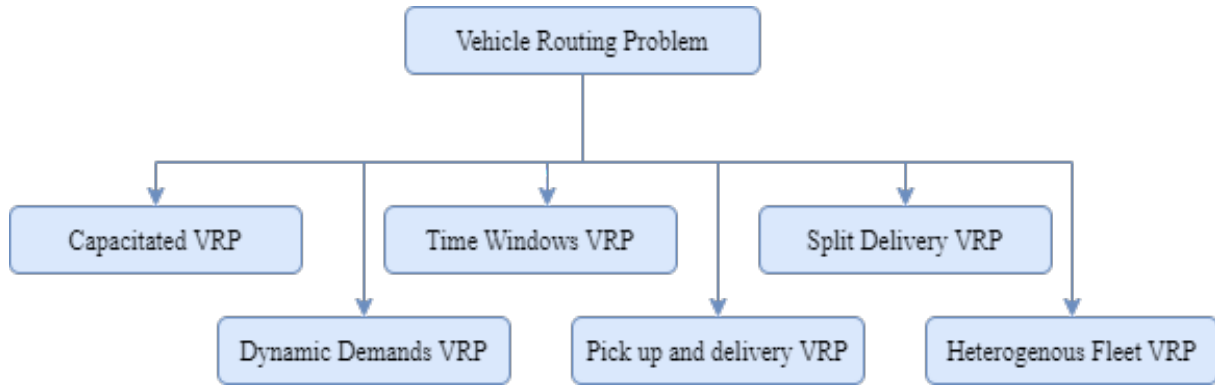 Vehicle Routing Problem
Capacitated VRP
Time Windows VRP
Split Delivery VRP
Dynamic Demands VRP
Pick up and delivery VRP
Heterogenous Fleet VRP